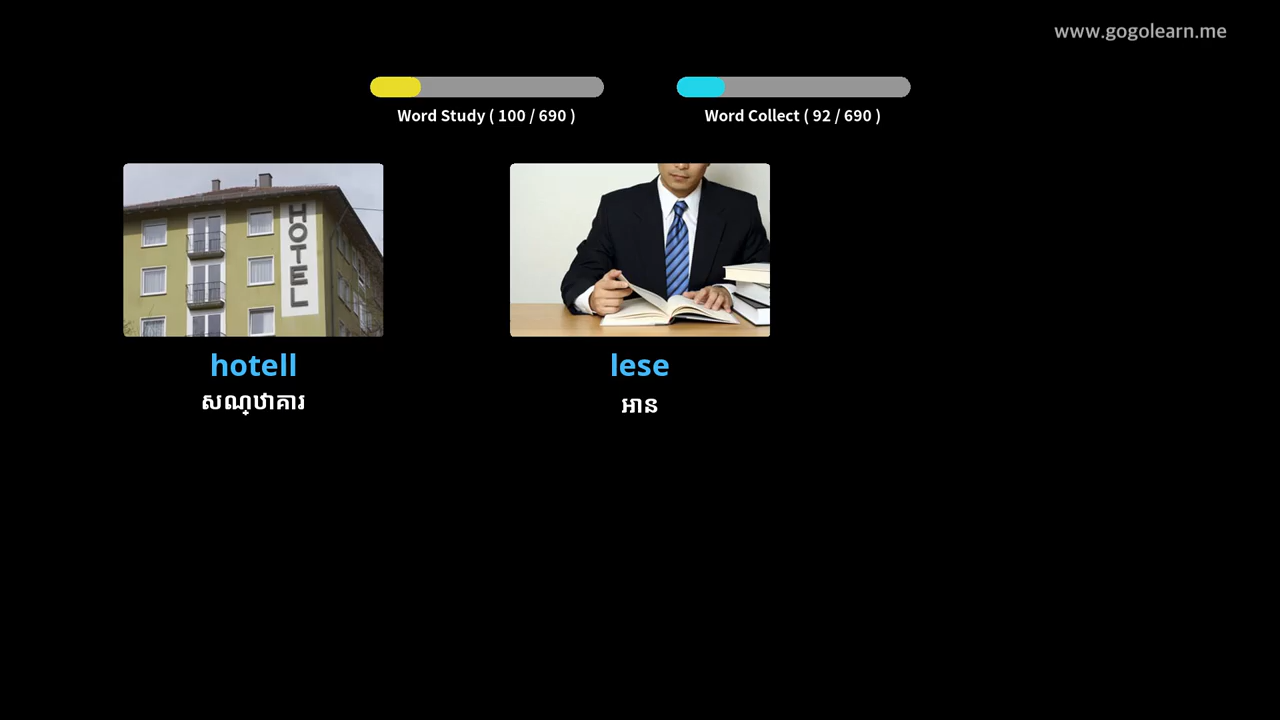 www.gogolearn.me
Word Study ( 100 / 690 )
Word Collect ( 92 / 690 )
HOTEL
hotell
lese
សណ្ឋាគារ
អាន